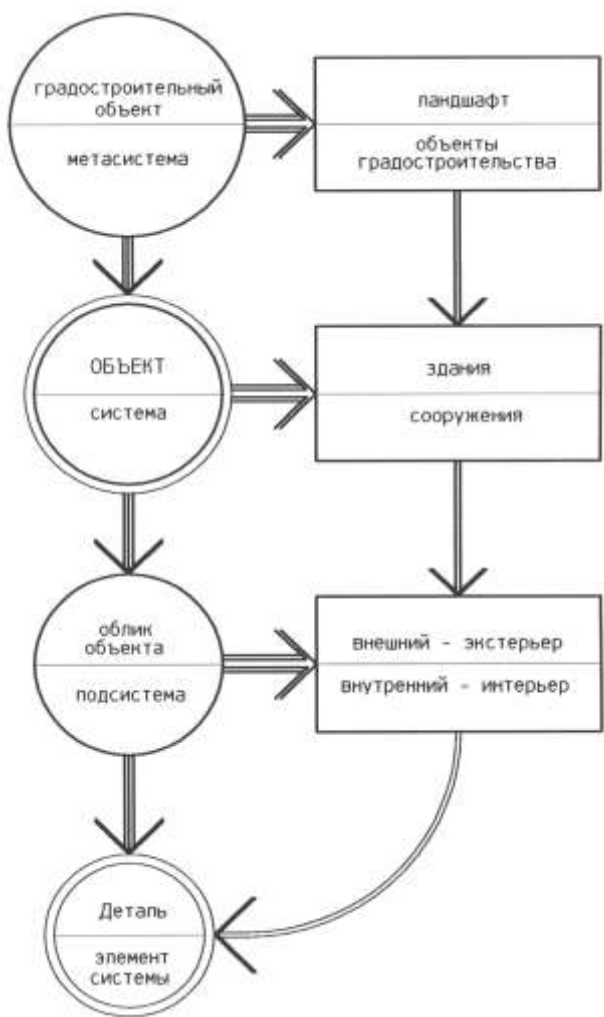 градостроительный
объект
метасистема
ландшафт
объекты
градостроительства
ОБЪЕКТ
система
здания
сооружения
облик
объекта
подсистема
внешний - экстерьер
внутренний - интерьер
Деталь
элемент
системы